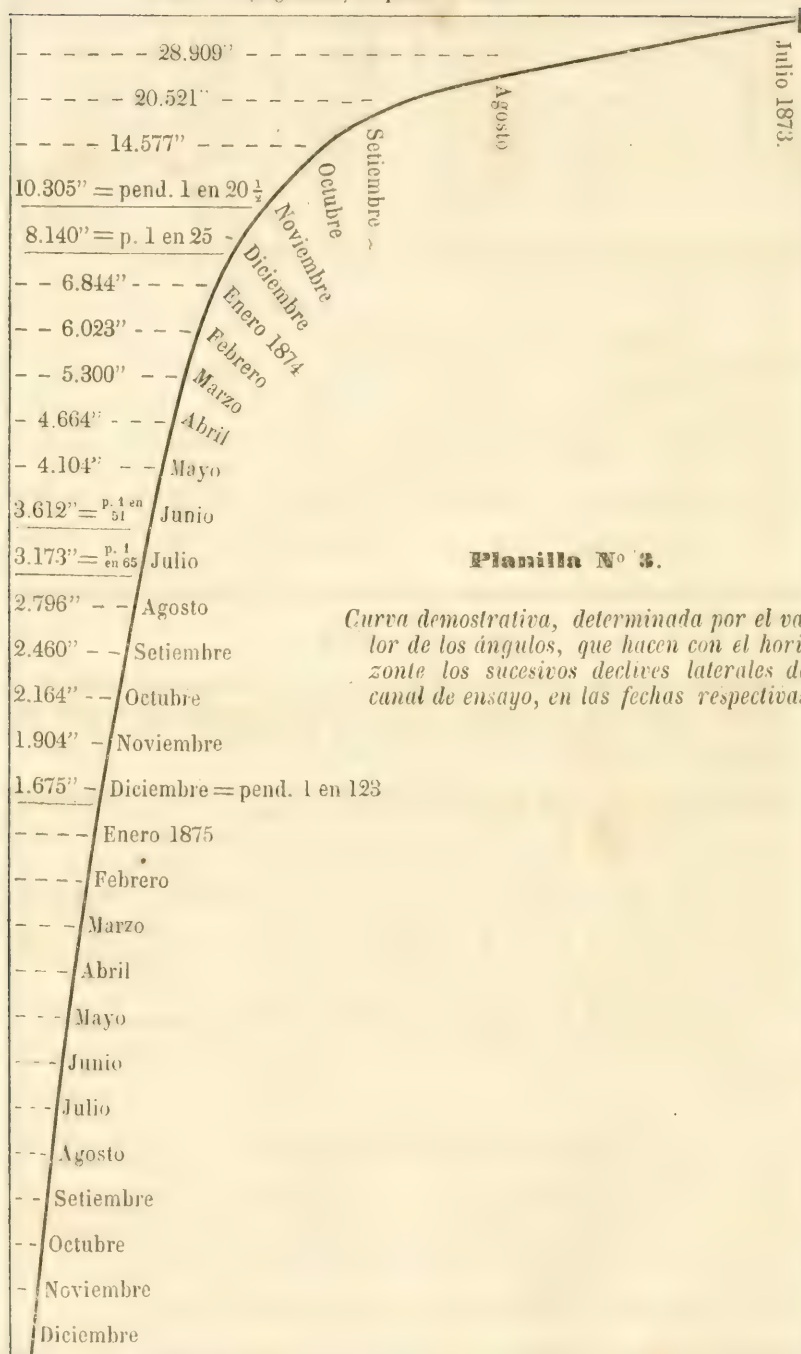 Julio 1873.
28.909” Agosto
20.521” Setiembre
14.577” Octubre
10.305” = pend. 1 en 20 ½ Noviembre
8.140” = p. 1 en 25 Diciembre
6.844” Enero 1874
6.023” Febrero
5.300” Marzo
4.664” Abril
4.104” Mayo
3.612” = p. 1 en 51 Junio
3.173” = p. 1 en 65 Julio
2.796” Agosto
2.460” Setiembre
2.164” Octubre
1.904” Noviembre
1.675” Diciembre = pend. 1 en 123
Enero 1875
Febrero
Marzo
Abril
Mayo
Junio
Julio
Agosto
Setiembre
Octubre
Noviembre
Diciembre
Planilla Nº 3.
Curva demostrativa, determinada por el va
lor de los ángulos, que hacen con el hori
zonte los sucesivos declives laterales d
canal de ensayo, en las fechas respectiva